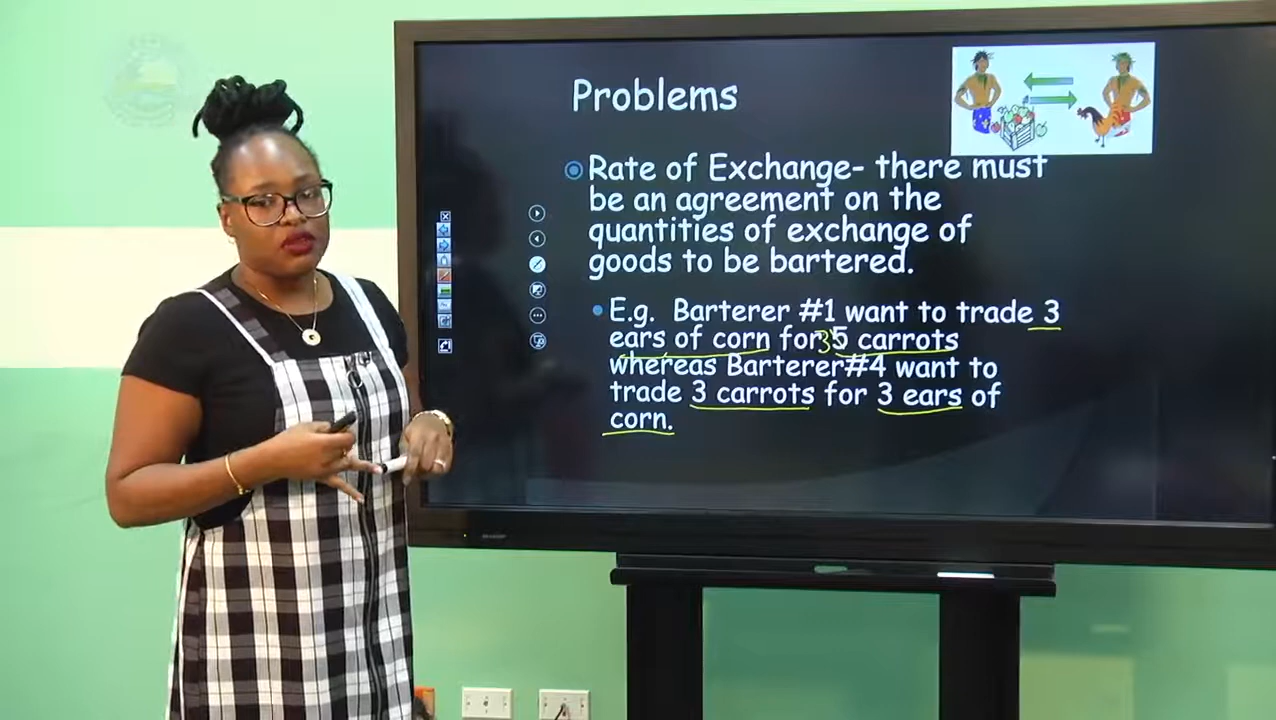 Problems
Rate of Exchange- there must
be an agreement on the
quantities of exchange of
goods to be bartered.
E.g. Barterer #1 want to trade 3
ears of corn for 3 5 carrots
whereas Barterer#4 want to
trade 3 carrots for 3 ears of
corn.